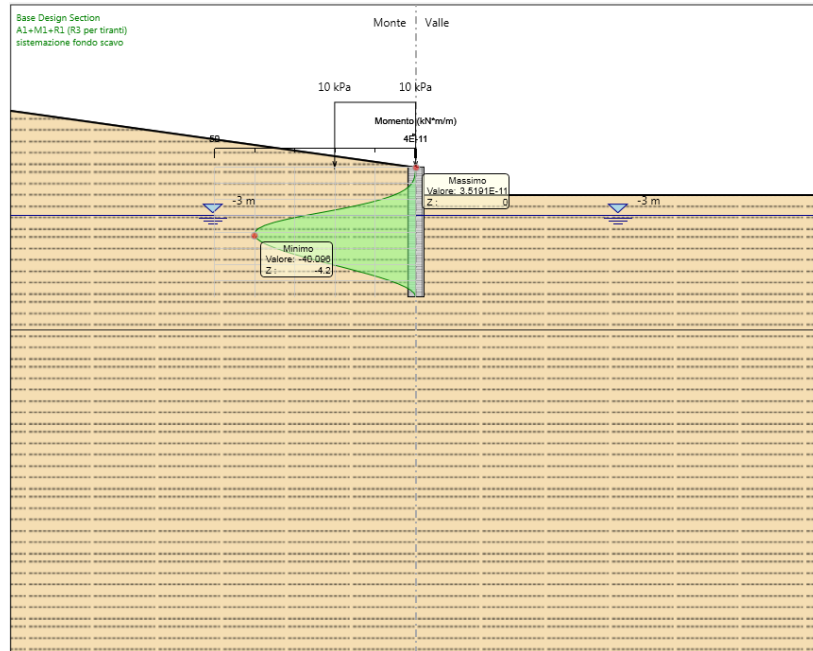 Base Design Section
A1+M1+R1 (R3 per tiranti)
sistemazione fondo scavo
Monte
Valle
10 kPa
10 kPa
Momento (kN*m/m)
50
4E-11
Massimo
Valore: 3.5191E-11
Z : 0
-3 m
-3 m
Minimo
Valore: -40.096
Z : -4.2